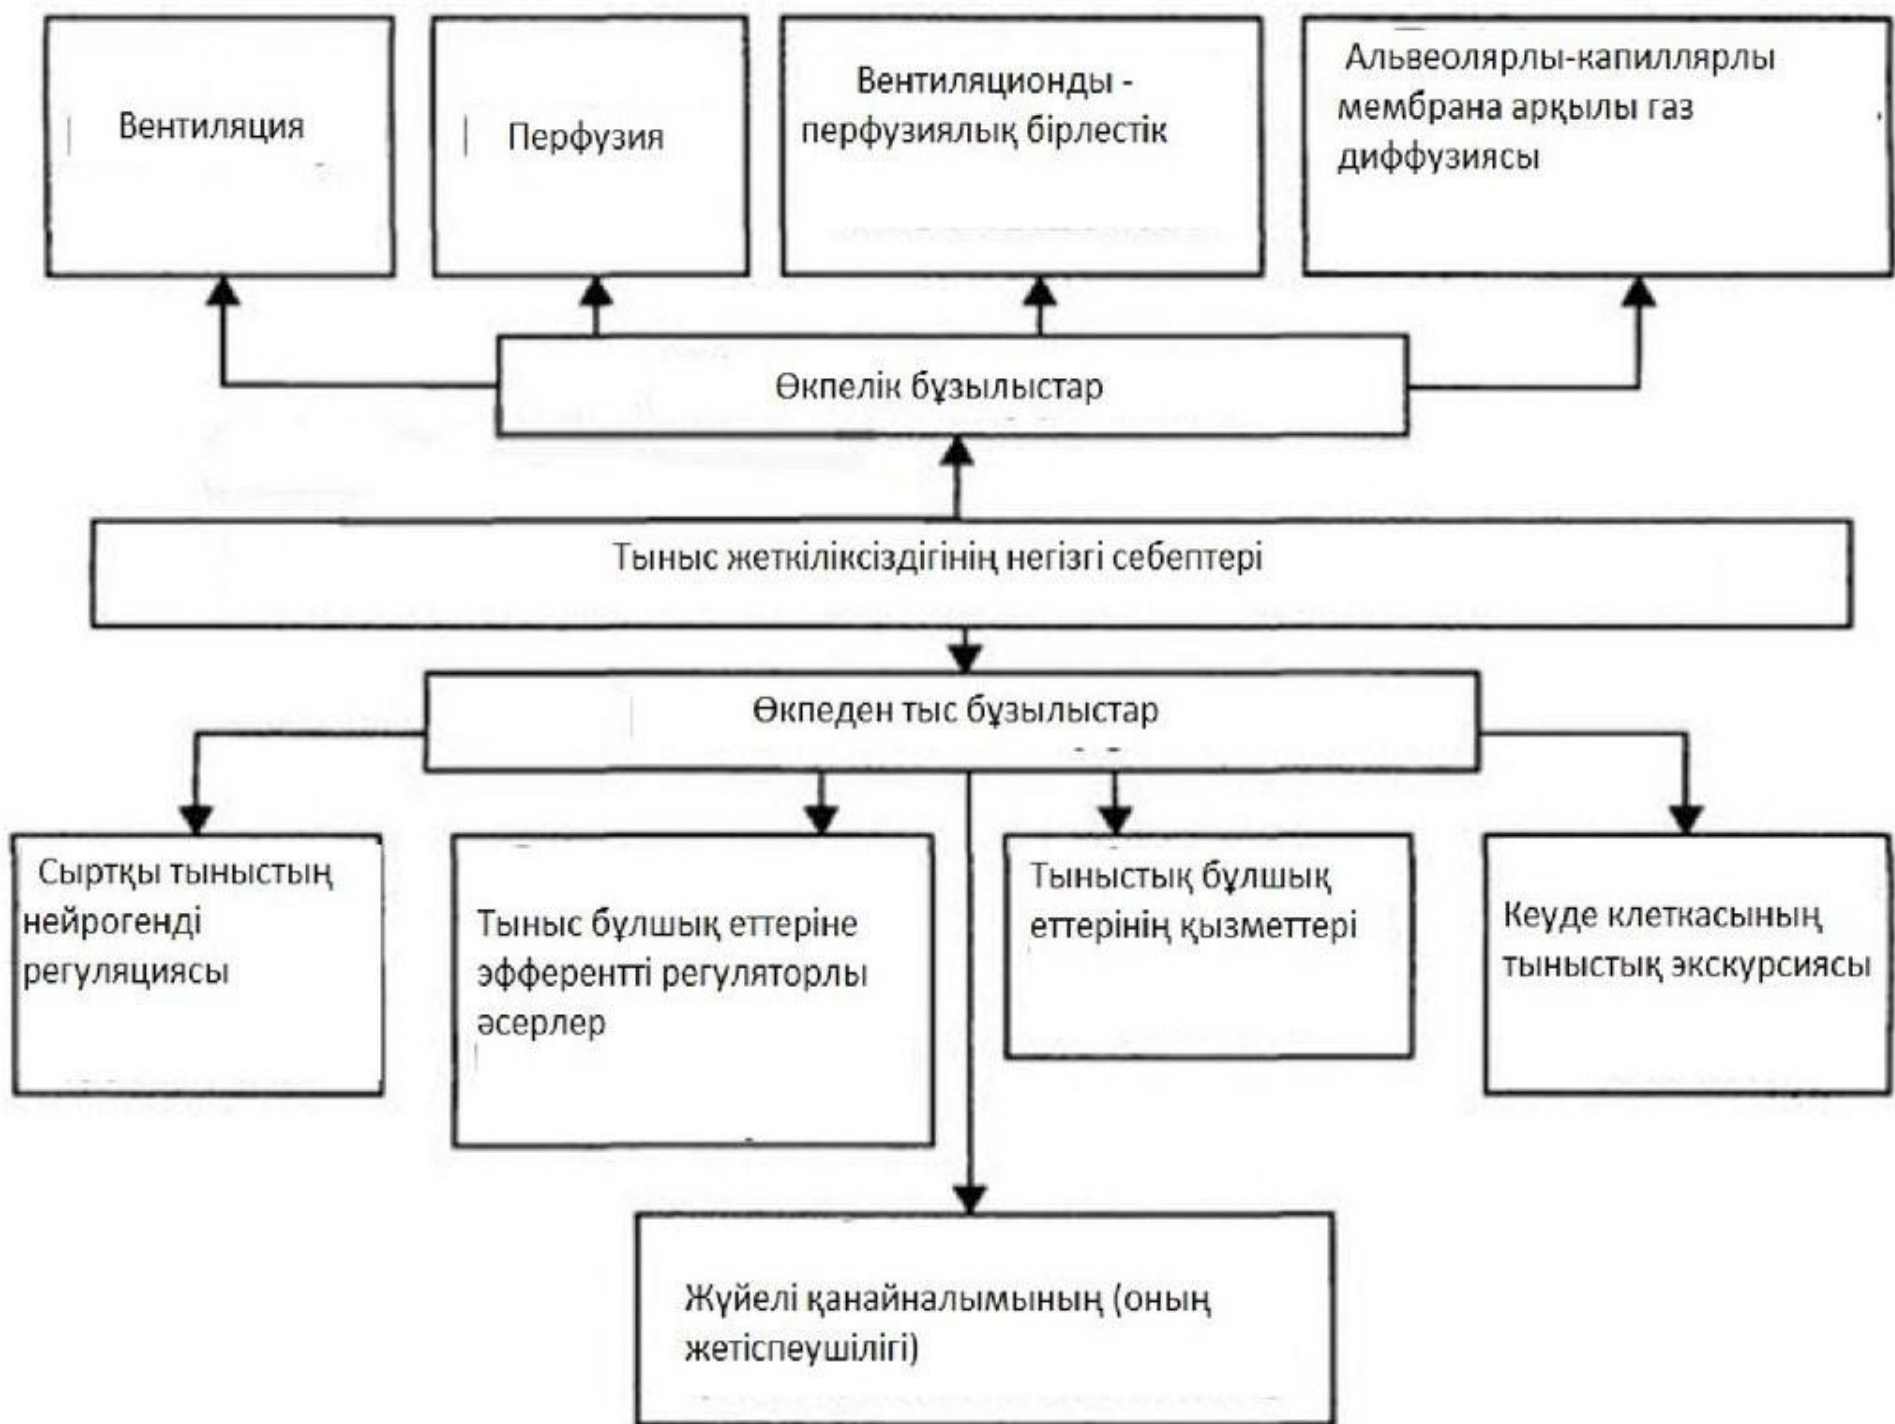 Вентиляция
Перфузия
Вентиляционды -
перфузиялық бірлестік
Альвеолярлы-капиллярлы
мембрана арқылы газ
диффузиясы
Өкпелік бұзылыстар
Тыныс жеткіліксіздігінің негізгі себептері
Өкпеден тыс бұзылыстар
Сыртқы тыныстың
нейрогенді
регуляциясы
Тыныс бұлшық еттеріне
эфферентті регуляторлы
әсерлер
Тыныстық бұлшық
еттерінің қызметтері
Кеуде клеткасының
тыныстық экскурсиясы
Жүйелі қанайналымының (оның
жетіспеушілігі)